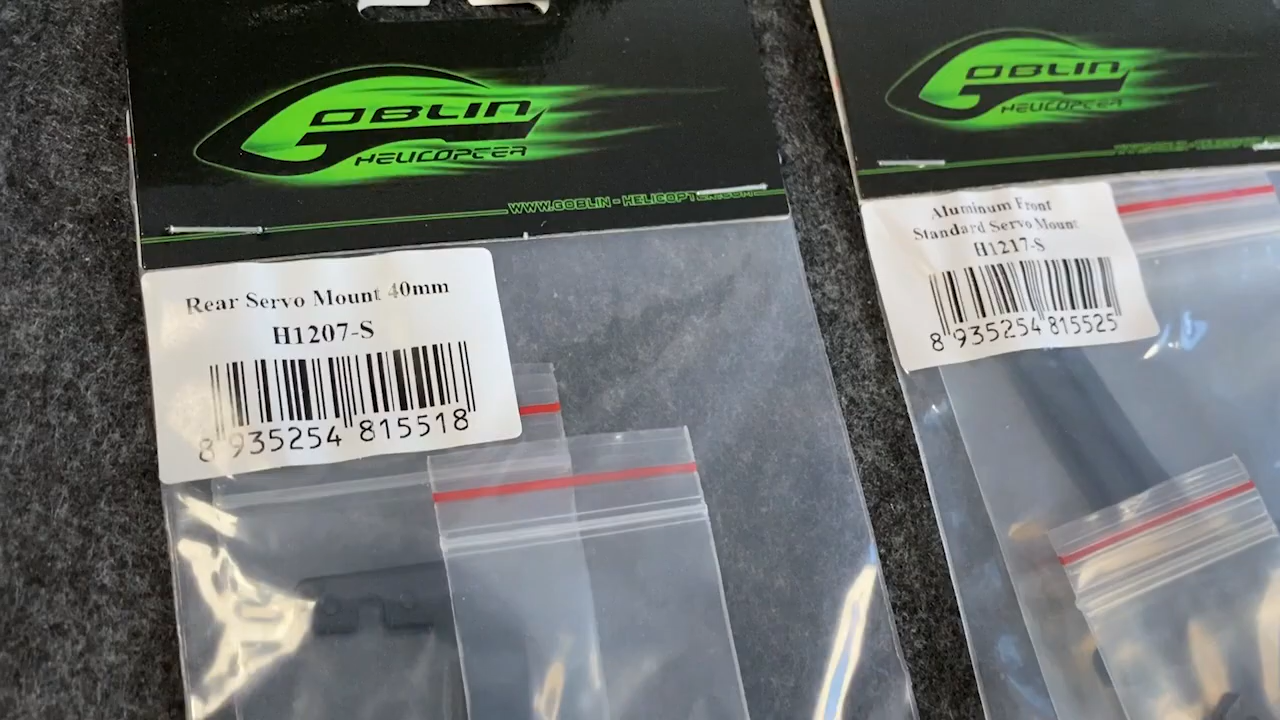 GOBLIN
HELICOPTER
WWW.GOBLIN-HELICOPTER.COM
Rear Servo Mount 40mm
H1207-S
8 935254 815518
GOBLIN
HELICOPTER
Aluminum Front
Standard Servo Mount
H1217-S
8 935254 815525